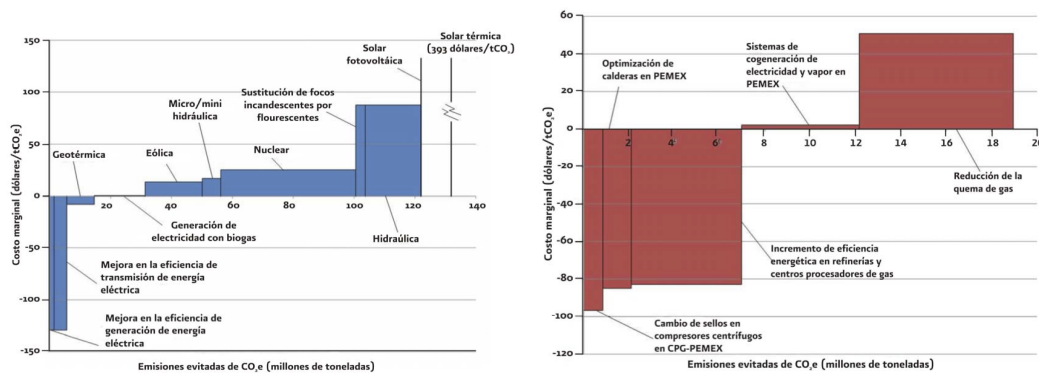 Costo marginal (dólares/tCO₂e)
150
100
50
0
-50
-100
-150
20
40
60
80
100
120
140
Geotérmica
Eólica
Micro/mini
hidráulica
Sustitución de focos
incandescentes por
flourescentes
Nuclear
Solar
fotovoltáica
Solar térmica
(393 dólares/tCO₂)
Generación de
electricidad con biogas
Hidraúlica
Mejora en la eficiencia de
transmisión de energía
eléctrica
Mejora en la eficiencia de
generación de energía
eléctrica
Emisiones evitadas de CO₂e (millones de toneladas)
Costo marginal (dólares/tCO₂e)
60
40
20
0
-20
-40
-60
-80
-100
-120
2
4
6
8
10
12
14
16
18
20
Optimización de
calderas en PEMEX
Sistemas de
cogeneración de
electricidad y vapor en
PEMEX
Reducción de la
quema de gas
Incremento de eficiencia
energética en refinerías y
centros procesadores de gas
Cambio de sellos en
compresores centrífugos
en CPG-PEMEX
Emisiones evitadas de CO₂e (millones de toneladas)